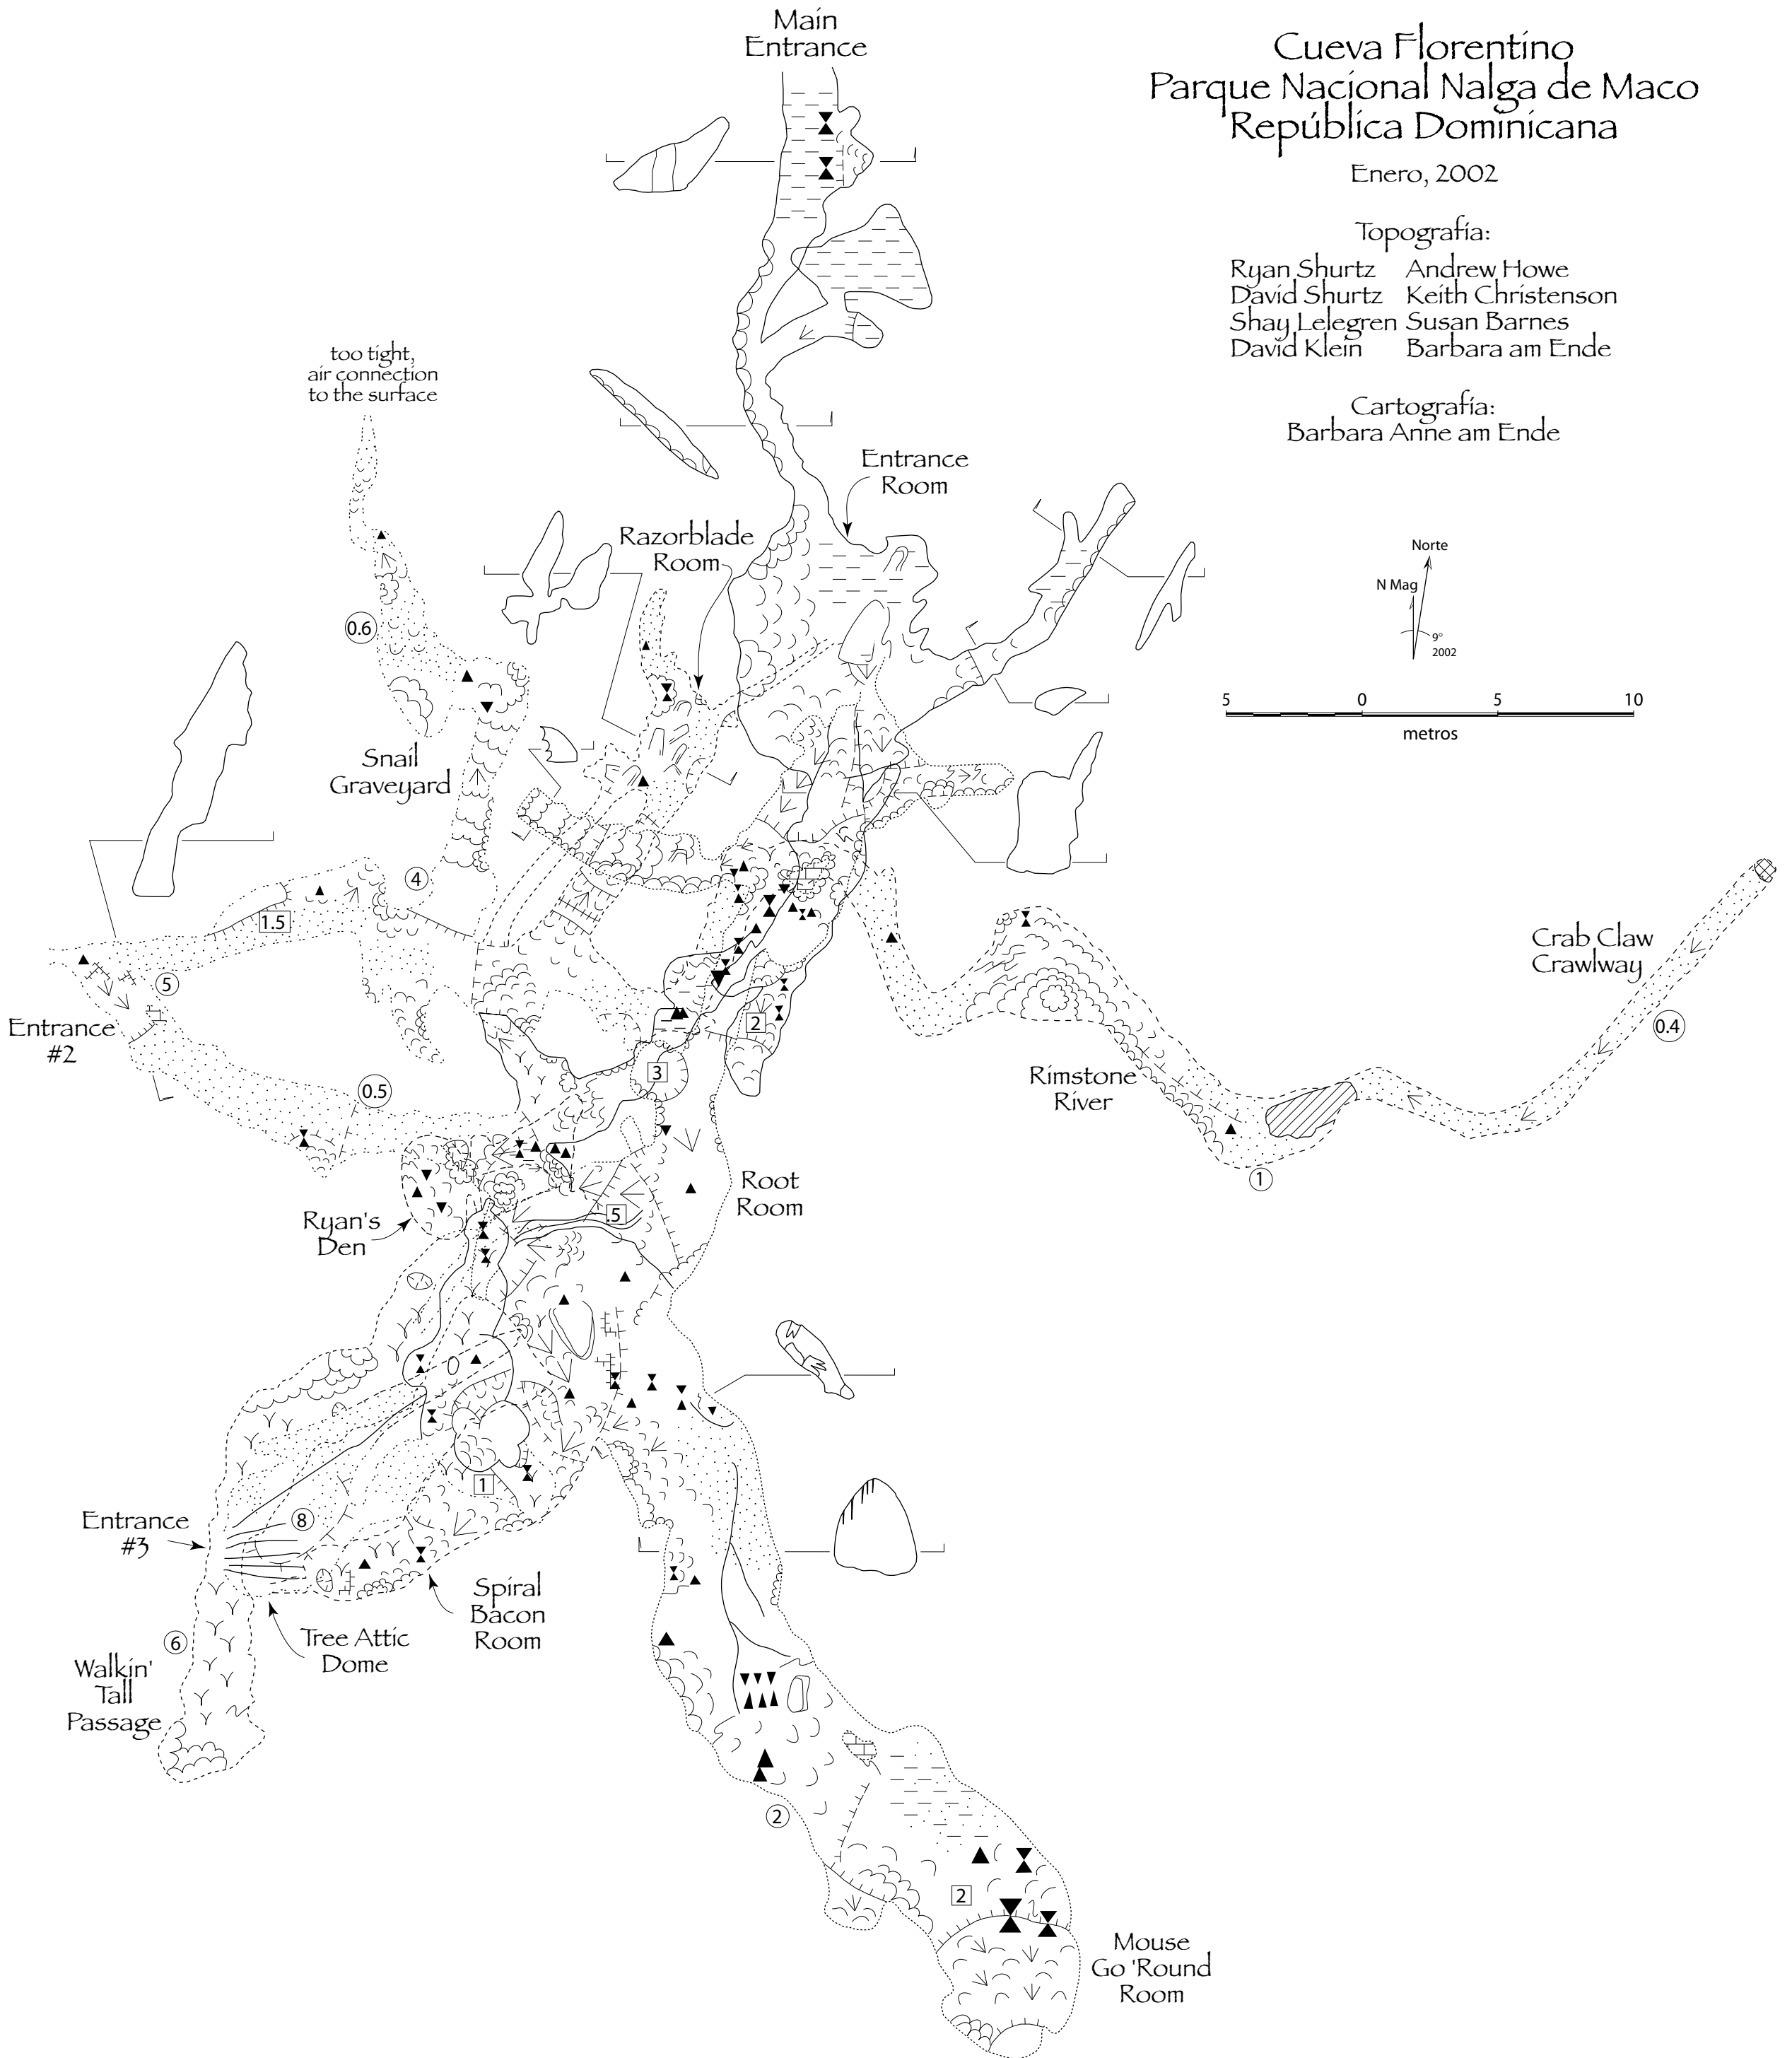 Main
Entrance
Cueva Florentino
Parque Nacional Nalga de Maco
República Dominicana
Enero, 2002
Topografía:
Ryan Shurtz Andrew Howe
David Shurtz Keith Christenson
Shay Lelegren Susan Barnes
David Klein Barbara am Ende
Cartografía:
Barbara Anne am Ende
too tight,
air connection
to the surface
Entrance
Room
Razorblade
Room
Norte
N Mag
9°
2002
5 0 5 10
metros
0.6
Snail
Graveyard
4
1.5
5
Entrance
#2
0.5
2
3
Crab Claw
Crawlway
0.4
Rimstone
River
1
Root
Room
.5
Ryan's
Den
1
Entrance
#3
8
Spiral
Bacon
Room
Tree Attic
Dome
6
Walkin'
Tall
Passage
2
2
Mouse
Go 'Round
Room